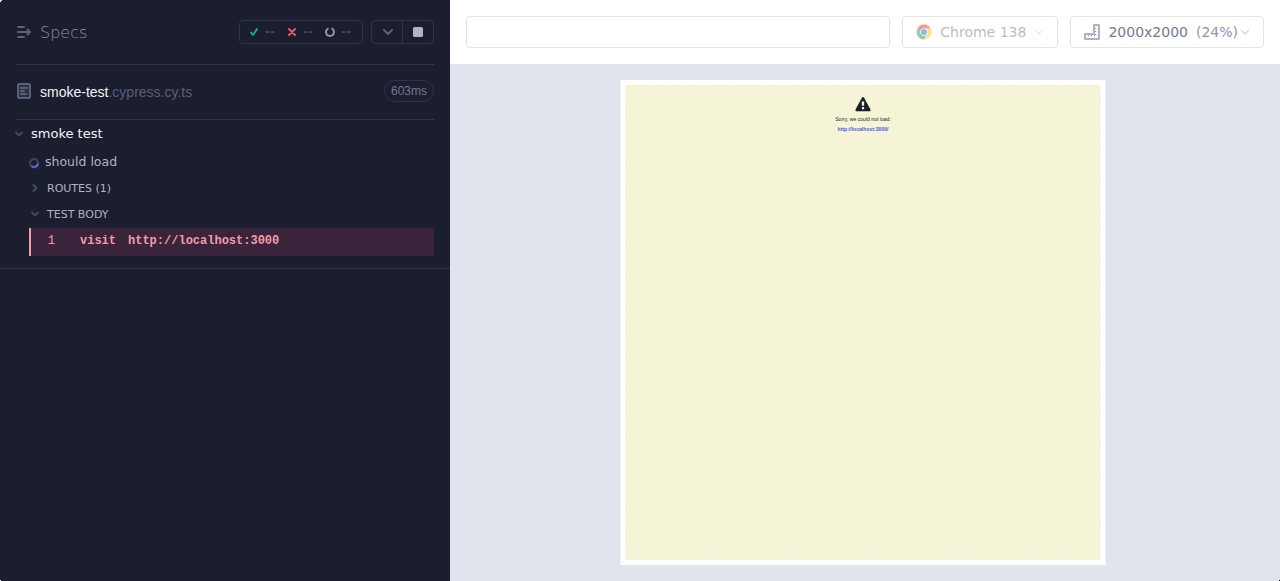 Specs
--
--
--
Chrome 138
2000x2000 (24%)
smoke-test.cypress.cy.ts
603ms
smoke test
should load
ROUTES (1)
TEST BODY
1 visit http://localhost:3000
Sorry, we could not load:
http://localhost:3000/